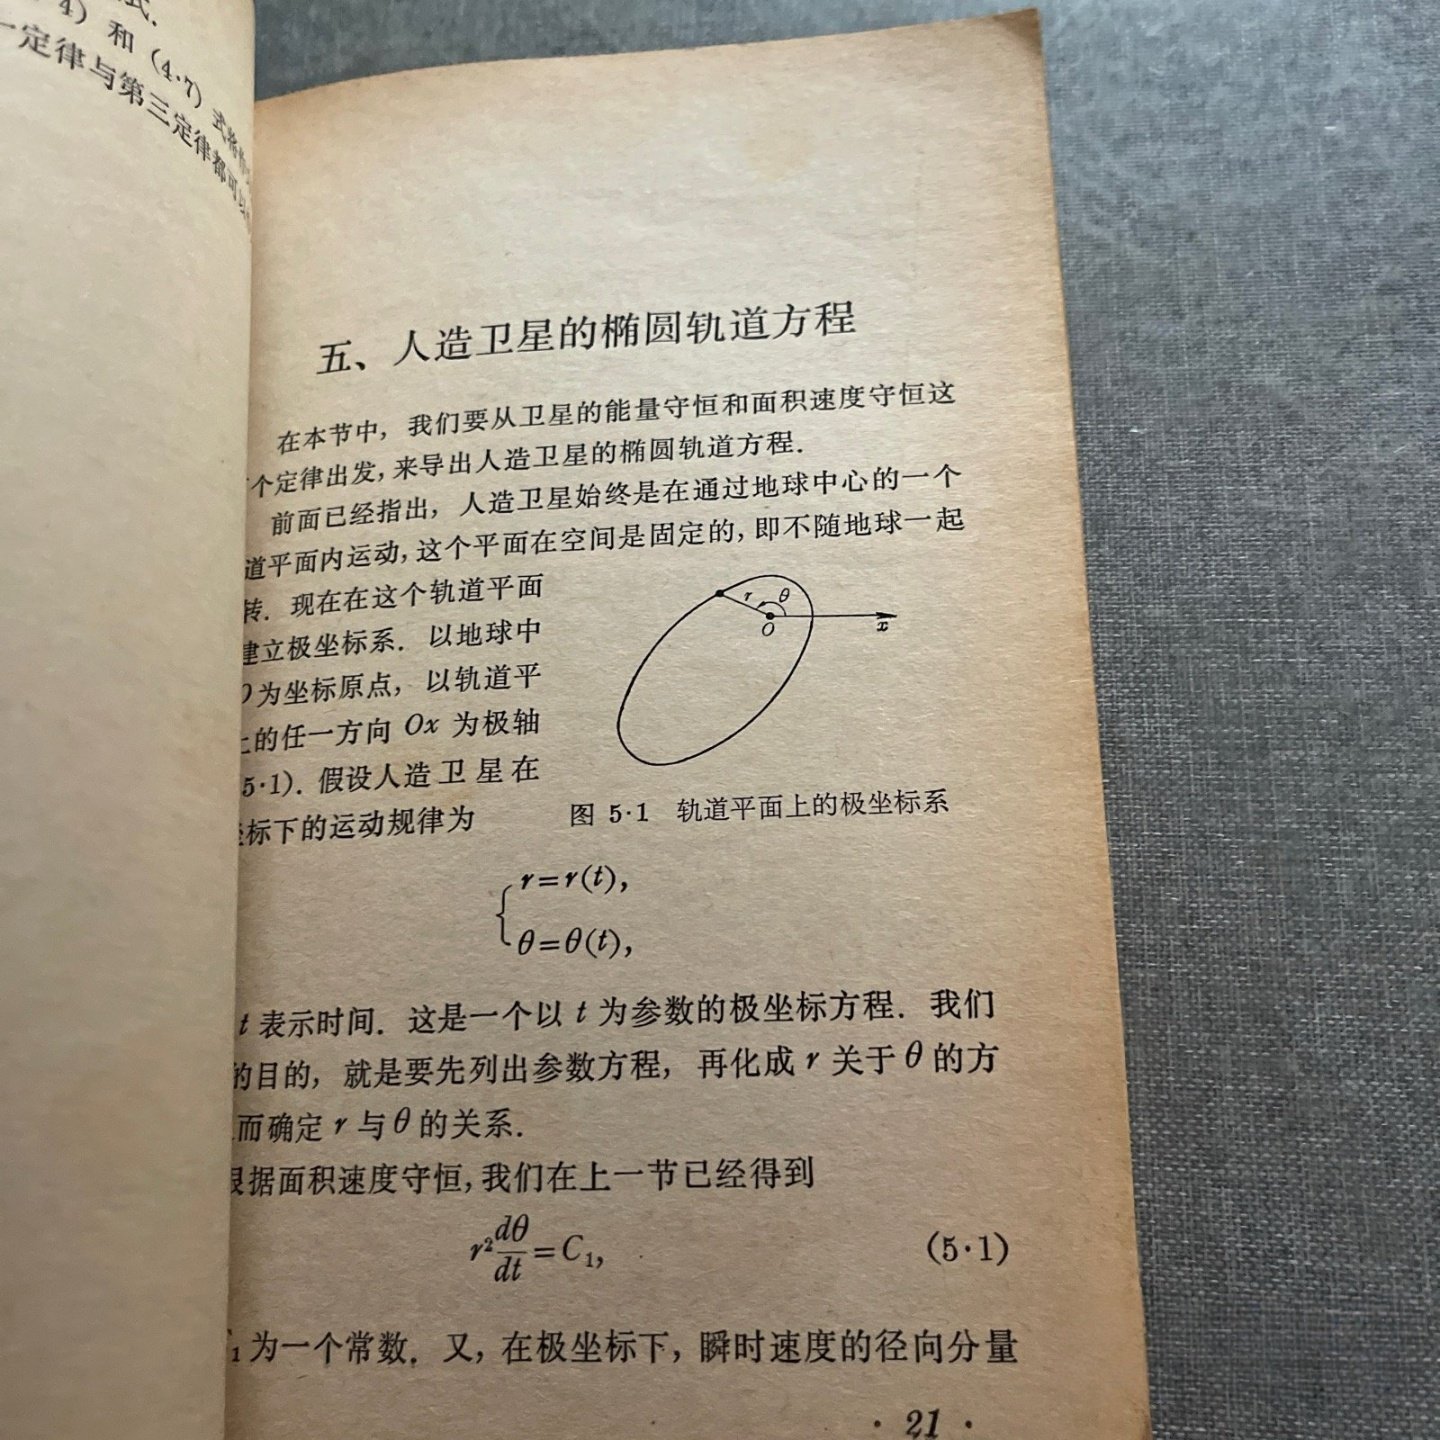 式.
4) 和 (4·7) 式
一定律与第三定律都可以
五、人造卫星的椭圆轨道方程
在本节中, 我们要从卫星的能量守恒和面积速度守恒这
个定律出发, 来导出人造卫星的椭圆轨道方程.
前面已经指出, 人造卫星始终是在通过地球中心的一个
道平面内运动, 这个平面在空间是固定的, 即不随地球一起
转. 现在在这个轨道平面
建立极坐标系. 以地球中
O为坐标原点, 以轨道平
上的任一方向 Ox 为极轴
5·1). 假设人造卫星在
坐标下的运动规律为
r θ
O x
图 5·1 轨道平面上的极坐标系
r=r(t),
θ=θ(t),
t 表示时间. 这是一个以 t 为参数的极坐标方程. 我们
的目的, 就是要先列出参数方程, 再化成 r 关于 θ 的方
而确定 r 与 θ 的关系.
根据面积速度守恒, 我们在上一节已经得到
r² dθ/dt = C₁, (5·1)
₁ 为一个常数. 又, 在极坐标下, 瞬时速度的径向分量
· 21 ·